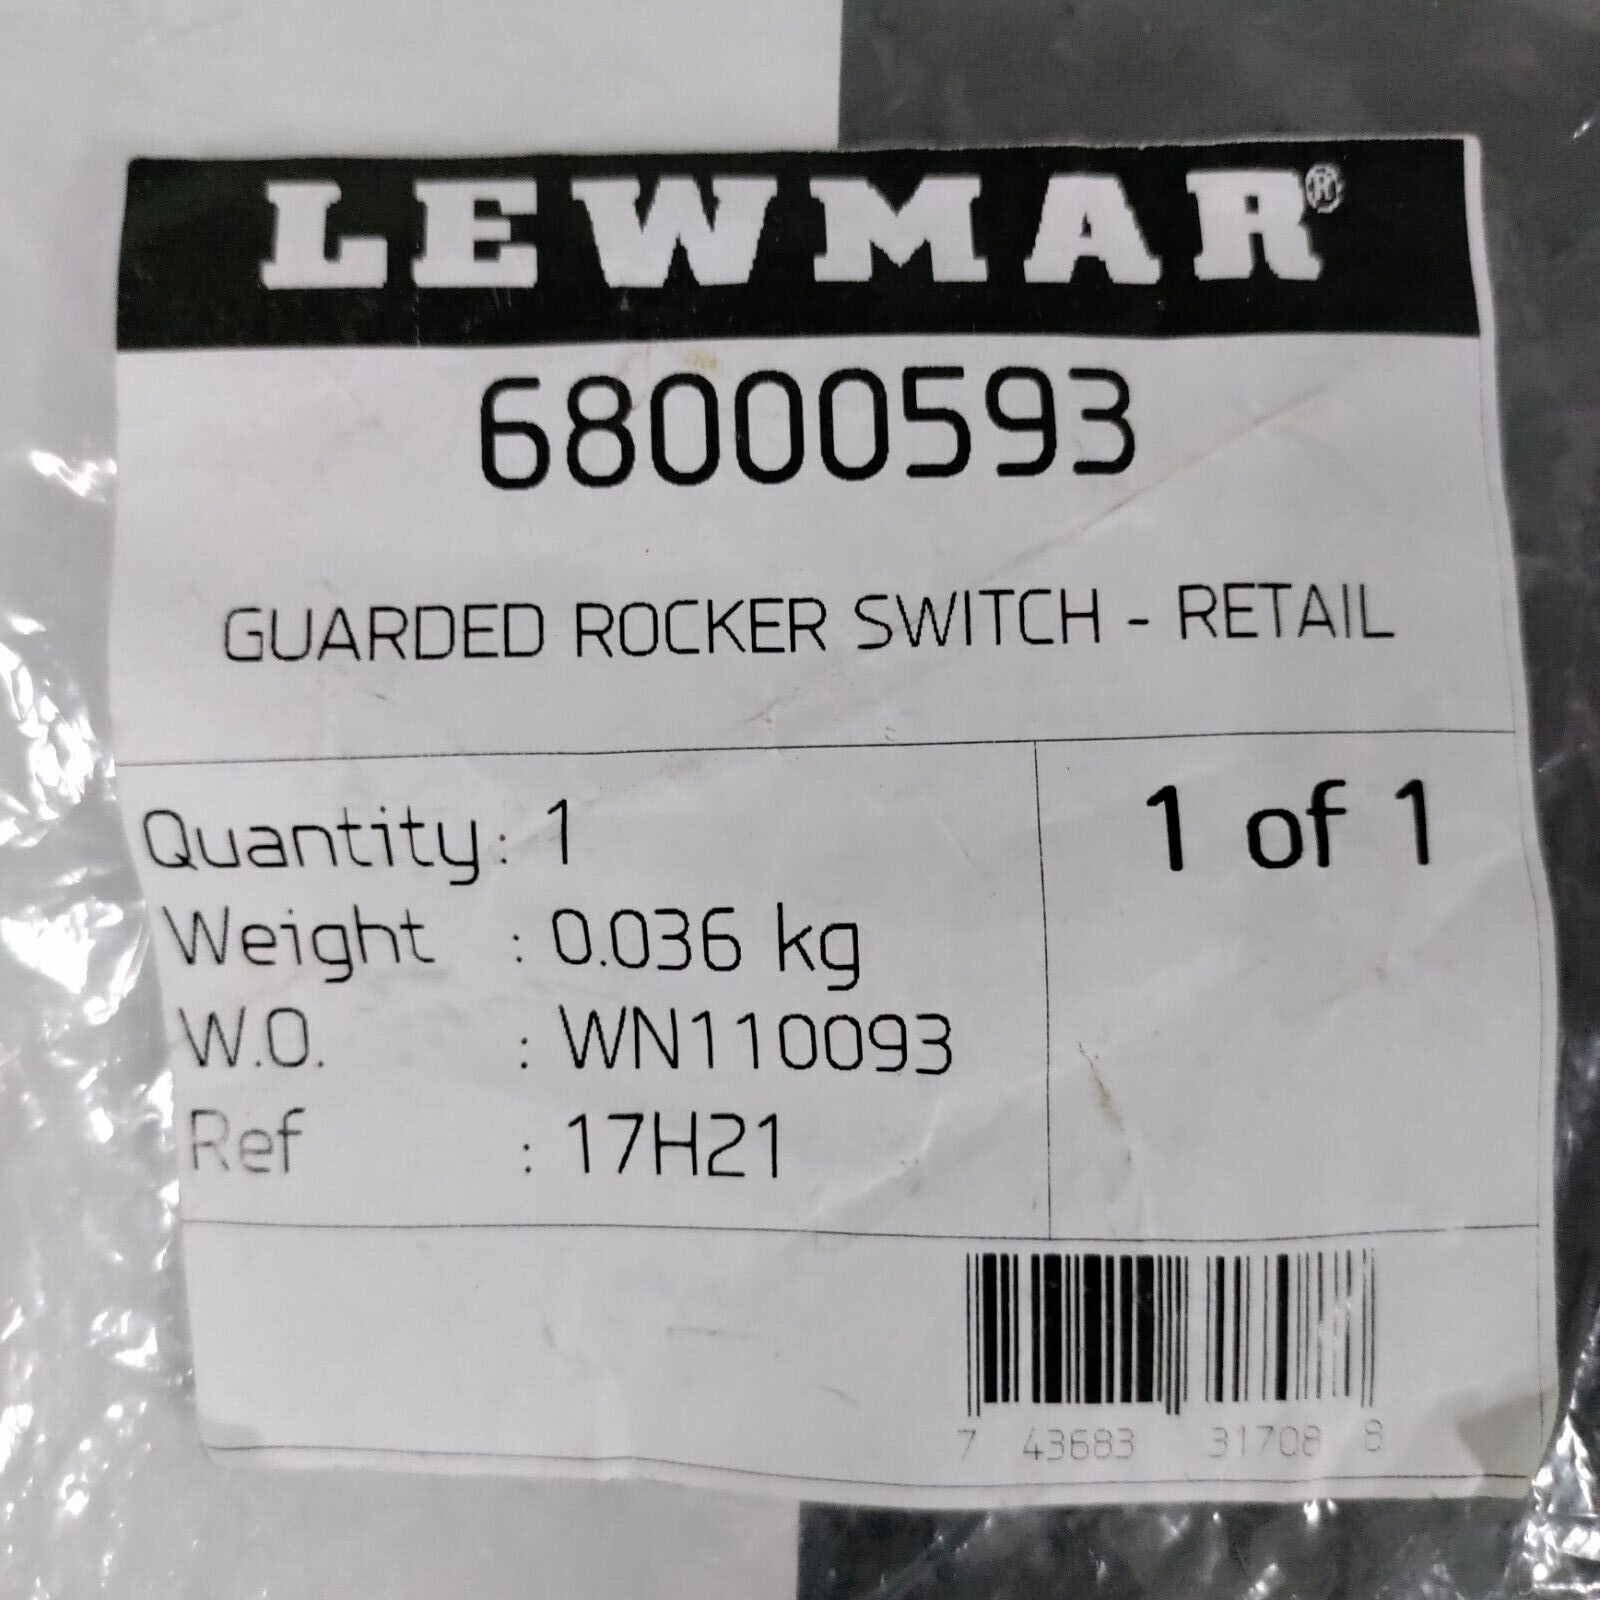 LEWMAR®
68000593
GUARDED ROCKER SWITCH - RETAIL
Quantity : 1
1 of 1
Weight : 0.036 kg
W.O. : WN110093
Ref : 17H21
7 43683 31708 8